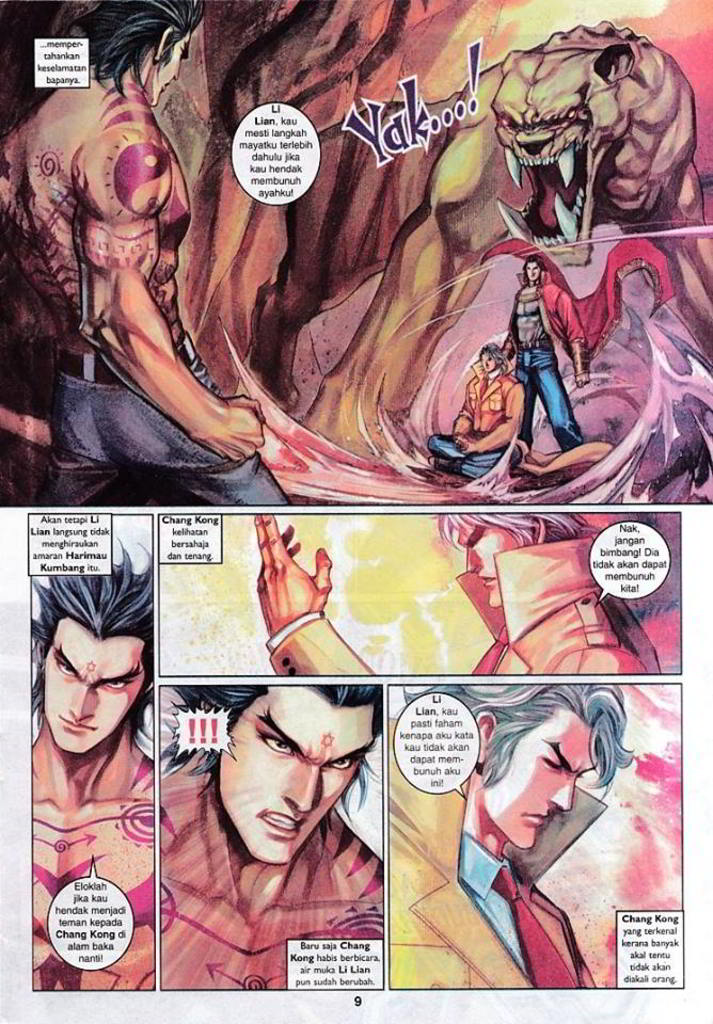 ...memper-
tahankan
keselamatan
bapanya.
Li
Lian, kau
mesti langkah
mayatku terlebih
dahulu jika
kau hendak
membunuh
ayahku!
Yak....!
Akan tetapi Li
Lian langsung tidak
menghiraukan
amaran Harimau
Kumbang itu.
Eloklah
jika kau
hendak menjadi
teman kepada
Chang Kong di
alam baka
nanti!
Chang Kong
kelihatan
bersahaja
dan tenang.
Nak,
jangan
bimbang! Dia
tidak akan dapat
membunuh
kita!
!!!
Baru saja Chang
Kong habis berbicara,
air muka Li Lian
pun sudah berubah.
Li
Lian, kau
pasti faham
kenapa aku kata
kau tidak akan
dapat mem-
bunuh aku
ini!
Chang Kong
yang terkenal
kerana banyak
akal tentu
tidak akan
diakali orang.
9